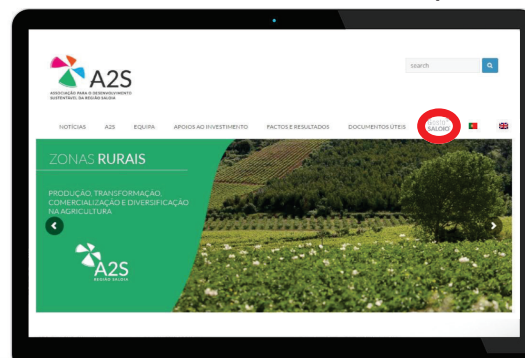 A2S
ASSOCIAÇÃO PARA O DESENVOLVIMENTO
SUSTENTÁVEL DA REGIÃO SALOIA
search
NOTÍCIAS A2S EQUIPA APOIOS AO INVESTIMENTO FACTOS E RESULTADOS DOCUMENTOS ÚTEIS
SALOIO
ZONAS RURAIS
PRODUÇÃO, TRANSFORMAÇÃO,
COMERCIALIZAÇÃO E DIVERSIFICAÇÃO
NA AGRICULTURA
A2S
REGIÃO SALOIA